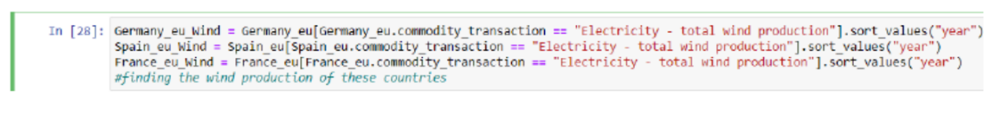 In [28]: Germany_eu_Wind = Germany_eu[Germany_eu.commodity_transaction == "Electricity - total wind production"].sort_values("year")
Spain_eu_Wind = Spain_eu[Spain_eu.commodity_transaction == "Electricity - total wind production"].sort_values("year")
France_eu_Wind = France_eu[France_eu.commodity_transaction == "Electricity - total wind production"].sort_values("year")
#finding the wind production of these countries